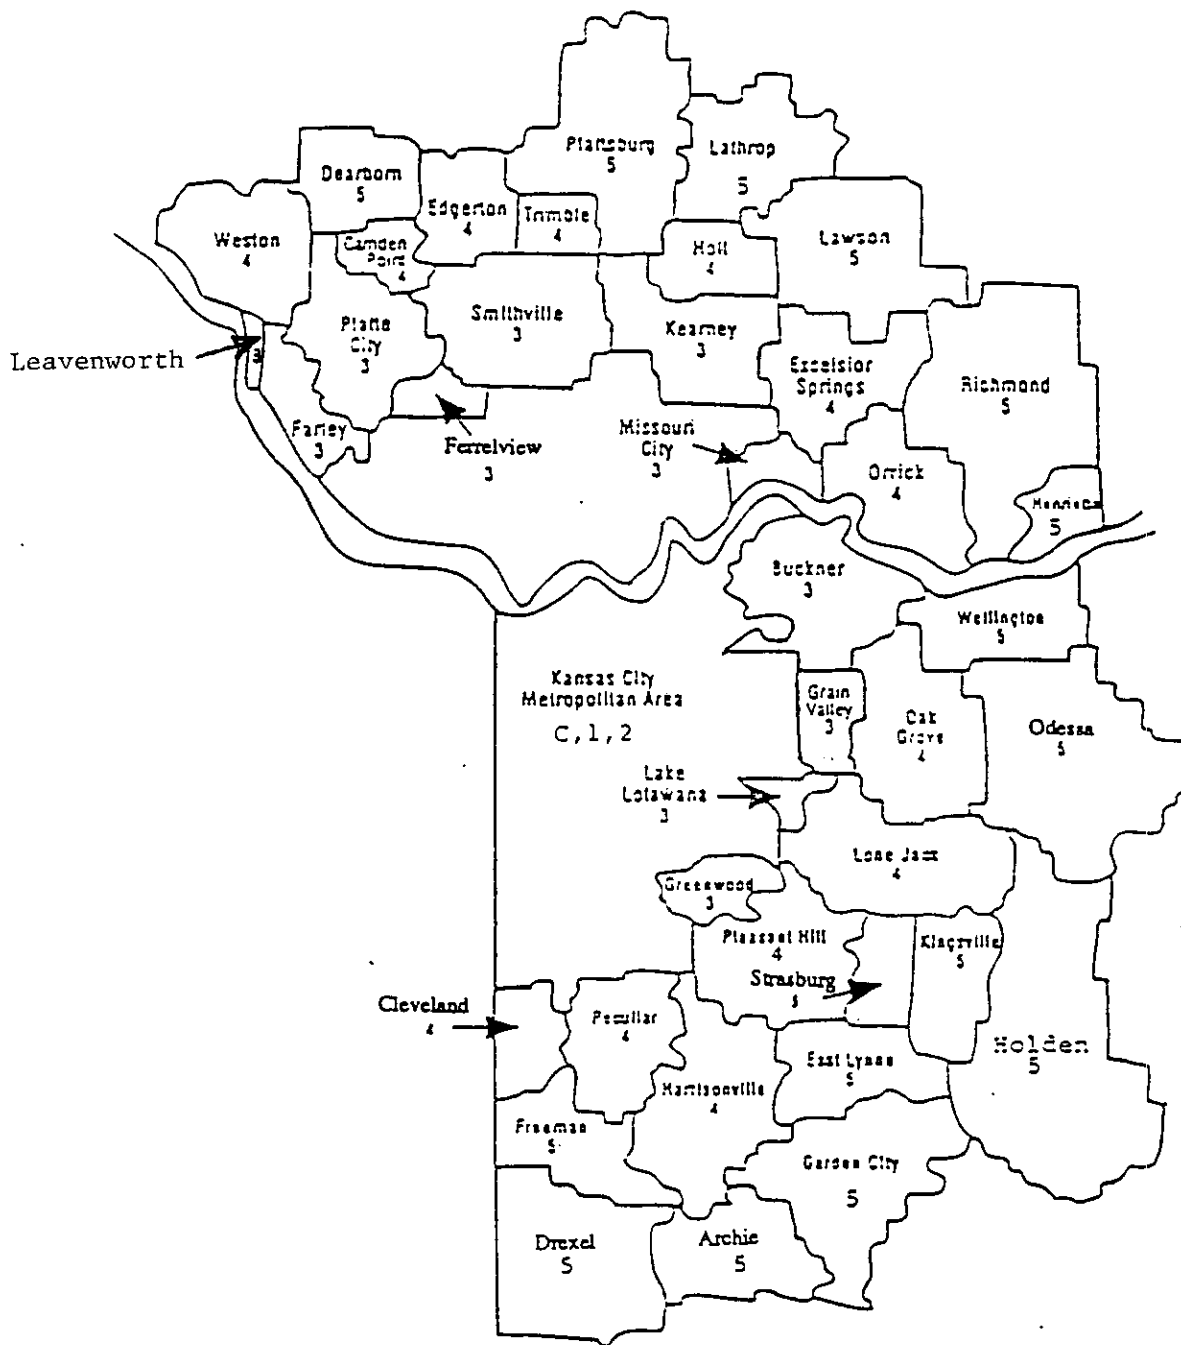 Plattsburg
5
Lathrop
5
Dearborn
5
Edgerton
4
Trimble
4
Weston
4
Camden
Point
4
Holt
4
Lawson
5
Smithville
3
Platte
City
3
Kearney
3
Leavenworth
3
Excelsior
Springs
4
Richmond
5
Farley
3
Ferrelview
3
Missouri
City
3
Orrick
4
Henrietta
5
Buckner
3
Wellington
5
Kansas City
Metropolitan Area
C,1,2
Grain
Valley
3
Oak
Grove
4
Odessa
5
Lake
Lotawana
3
Lone Jack
4
Greenwood
3
Pleasant Hill
4
Kingsville
5
Strasburg
5
Cleveland
4
Peculiar
4
Holden
5
East Lynne
5
Harrisonville
4
Freeman
5
Garden City
5
Drexel
5
Archie
5